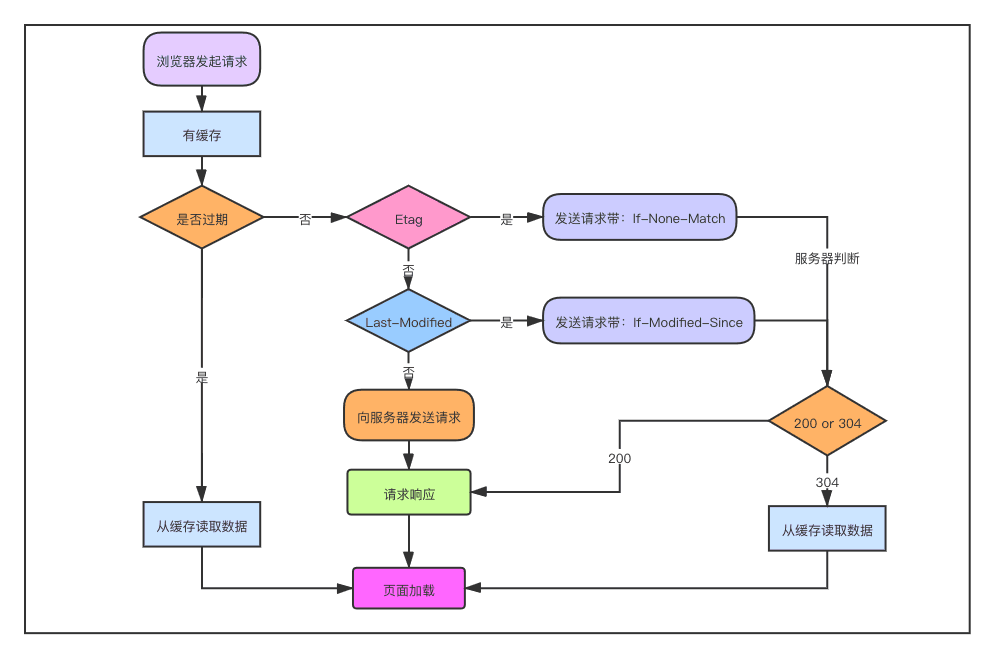 浏览器发起请求
有缓存
是否过期
否
Etag
是
发送请求带：If-None-Match
服务器判断
否
Last-Modified
是
发送请求带：If-Modified-Since
否
是
向服务器发送请求
200 or 304
200
304
请求响应
从缓存读取数据
从缓存读取数据
页面加载